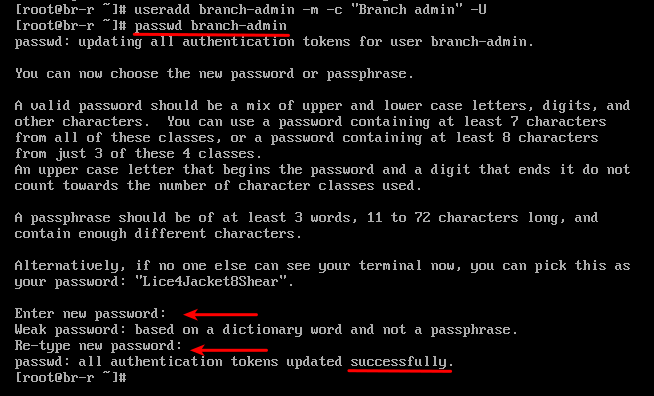 [root@br-r ~]# useradd branch-admin -m -c "Branch admin" -U
[root@br-r ~]# passwd branch-admin
passwd: updating all authentication tokens for user branch-admin.
You can now choose the new password or passphrase.
A valid password should be a mix of upper and lower case letters, digits, and
other characters.  You can use a password containing at least 7 characters
from all of these classes, or a password containing at least 8 characters
from just 3 of these 4 classes.
An upper case letter that begins the password and a digit that ends it do not
count towards the number of character classes used.
A passphrase should be of at least 3 words, 11 to 72 characters long, and
contain enough different characters.
Alternatively, if no one else can see your terminal now, you can pick this as
your password: "Lice4Jacket8Shear".
Enter new password:
Weak password: based on a dictionary word and not a passphrase.
Re-type new password:
passwd: all authentication tokens updated successfully.
[root@br-r ~]#